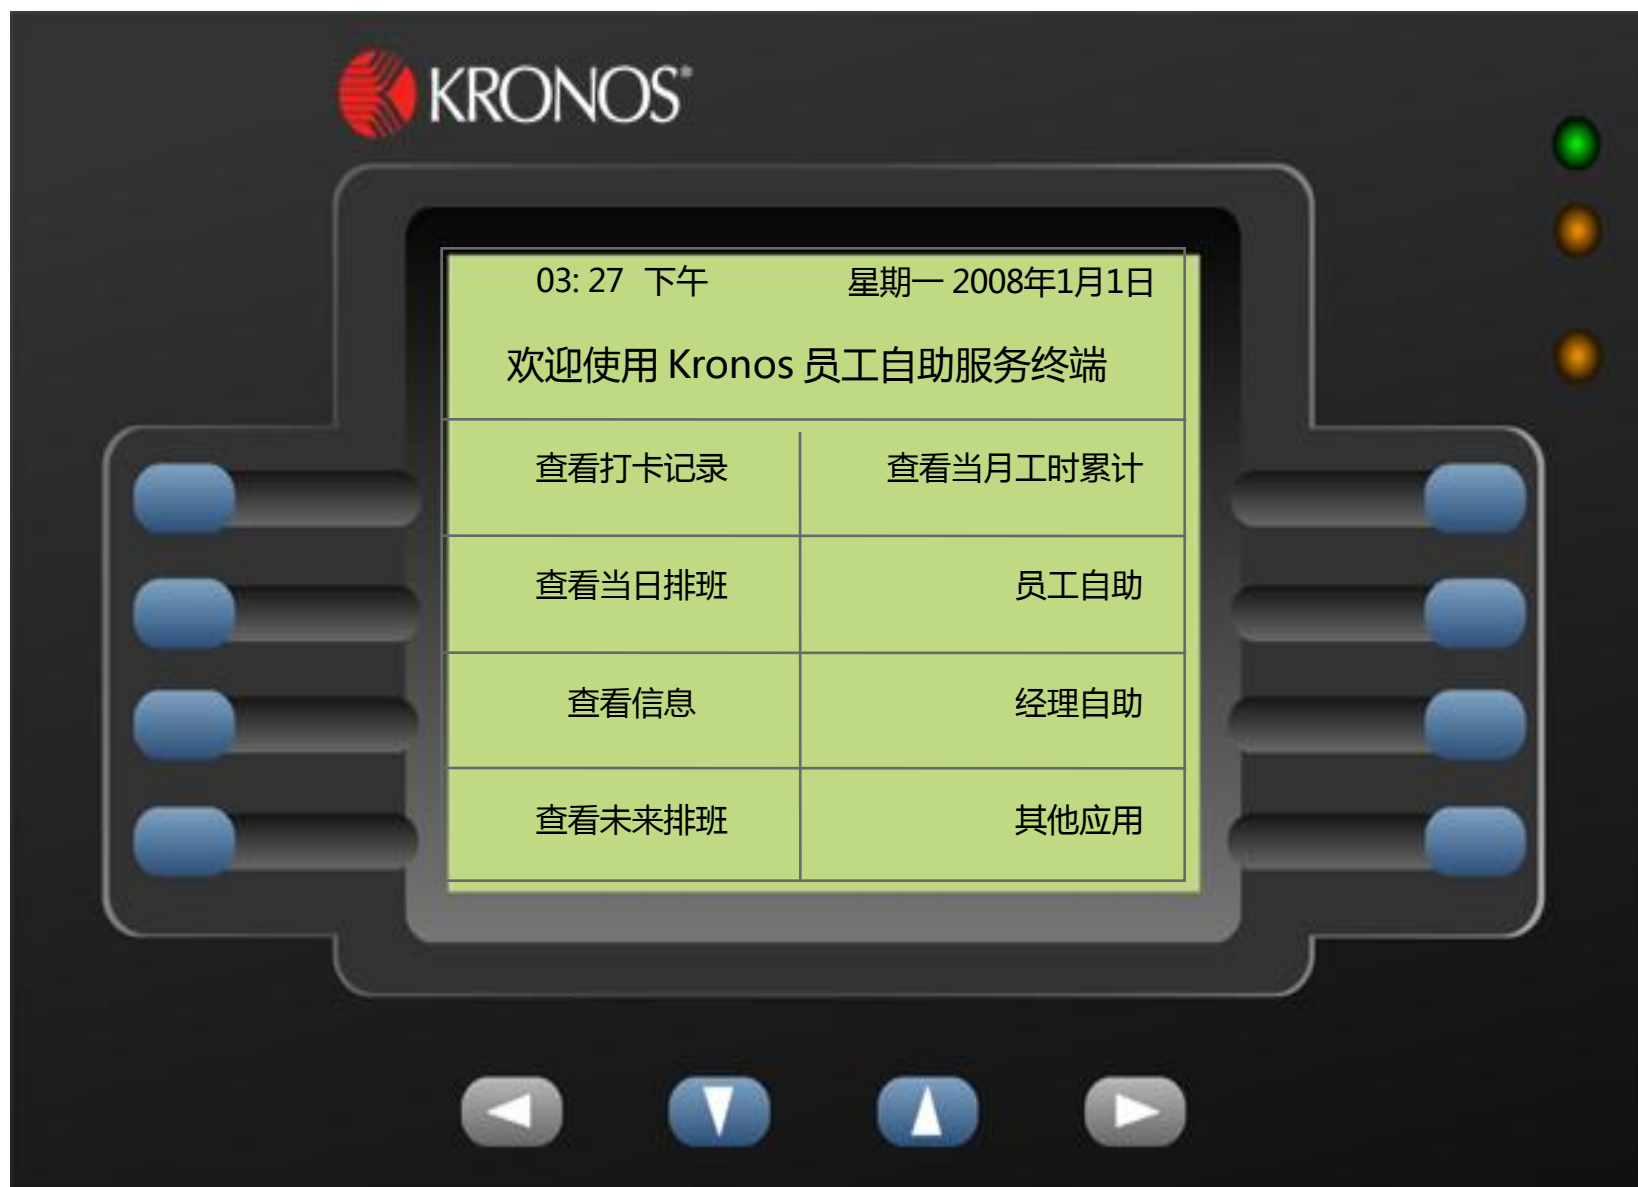 KRONOS®
03: 27 下午 星期一 2008年1月1日
欢迎使用 Kronos 员工自助服务终端
查看打卡记录 查看当月工时累计
查看当日排班 员工自助
查看信息 经理自助
查看未来排班 其他应用